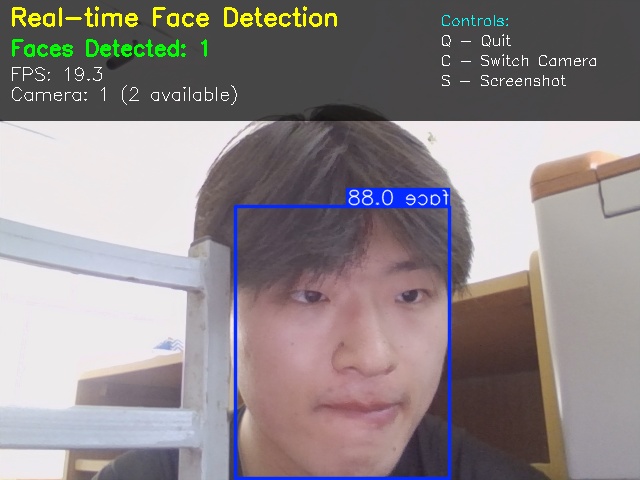 Real-time Face Detection
Faces Detected: 1
FPS: 19.3
Camera: 1 (2 available)
Controls:
Q - Quit
C - Switch Camera
S - Screenshot
face 0.88